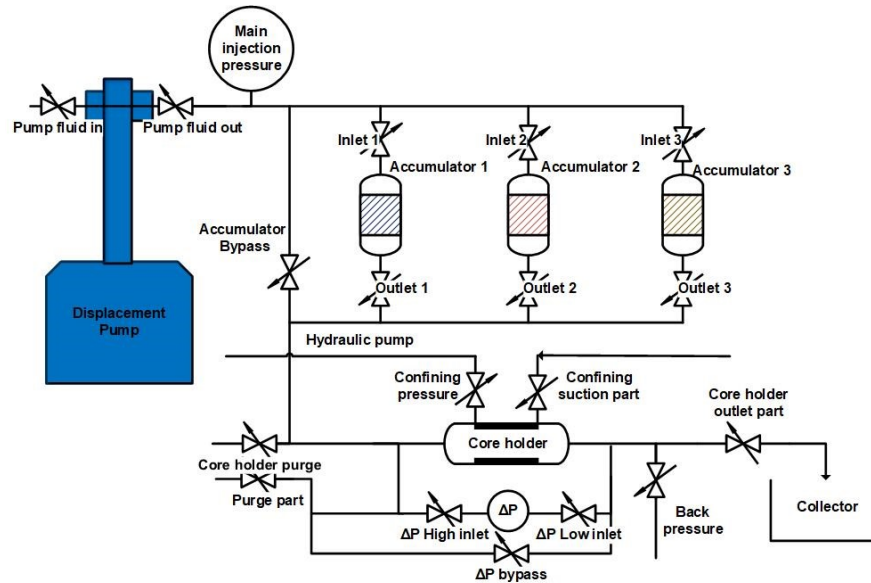 Main
injection
pressure
Pump fluid in
Pump fluid out
Inlet 1
Inlet 2
Inlet 3
Accumulator 1
Accumulator 2
Accumulator 3
Accumulator
Bypass
Outlet 1
Outlet 2
Outlet 3
Displacement
Pump
Hydraulic pump
Confining
pressure
Confining
suction part
Core holder
outlet part
Core holder
Core holder purge
Purge part
ΔP
ΔP High inlet
ΔP Low inlet
ΔP bypass
Back
pressure
Collector